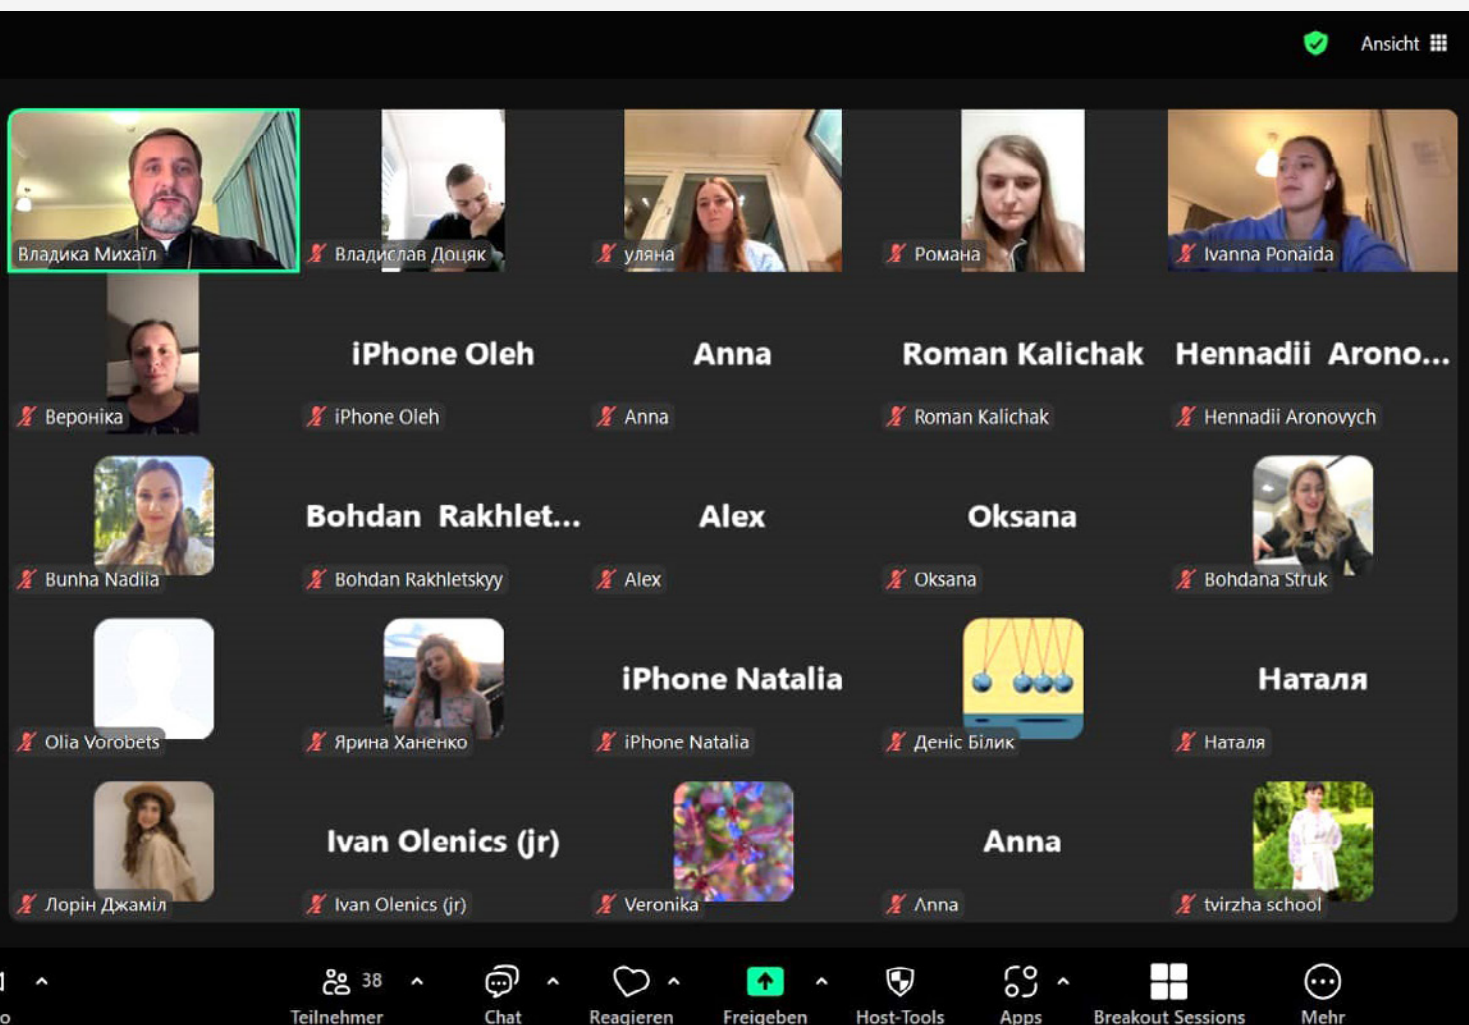 Ansicht
Владика Михаїл
Владислав Доцяк
уляна
Романа
Ivanna Ponaida
iPhone Oleh
Anna
Roman Kalichak
Hennadii Arono...
Вероніка
iPhone Oleh
Anna
Roman Kalichak
Hennadii Aronovych
Bohdan Rakhlet...
Alex
Oksana
Bunha Nadiia
Bohdan Rakhletskyy
Alex
Oksana
Bohdana Struk
iPhone Natalia
Наталя
Olia Vorobets
Ярина Ханенко
iPhone Natalia
Деніс Білик
Наталя
Ivan Olenics (jr)
Anna
Лорін Джаміл
Ivan Olenics (jr)
Veronika
Anna
tvirzha school
38
Teilnehmer
Chat
Reagieren
Freigeben
Host-Tools
Apps
Breakout Sessions
Mehr